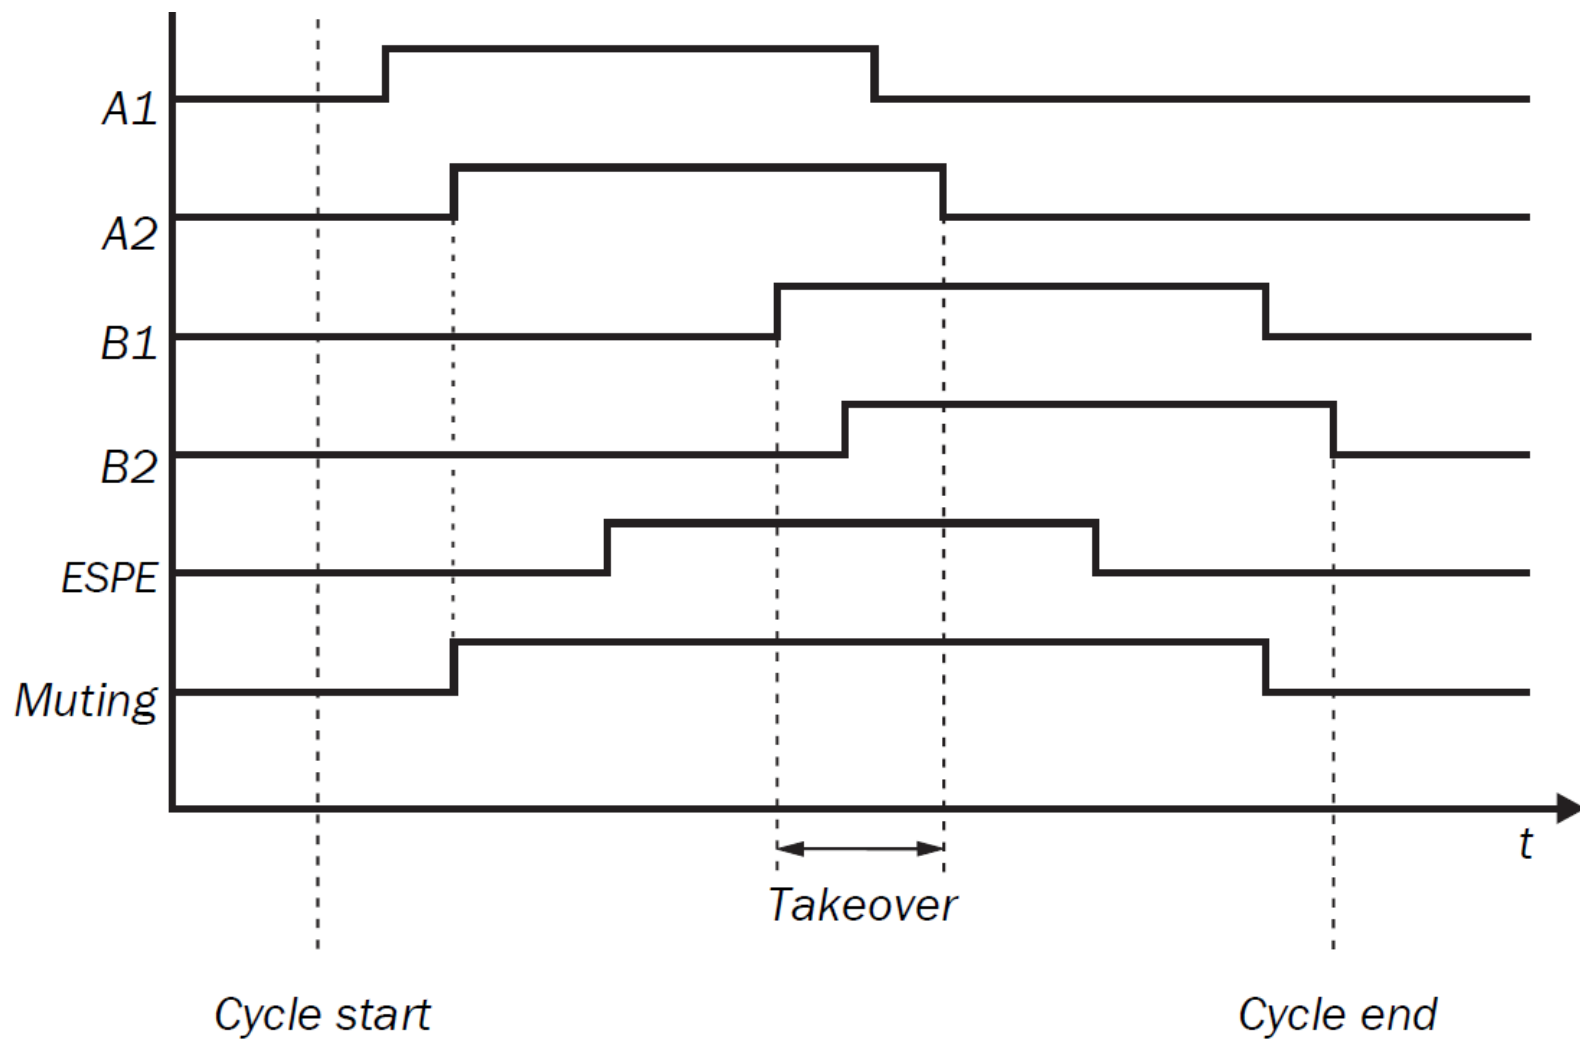 A1
A2
B1
B2
ESPE
Muting
t
Takeover
Cycle start
Cycle end